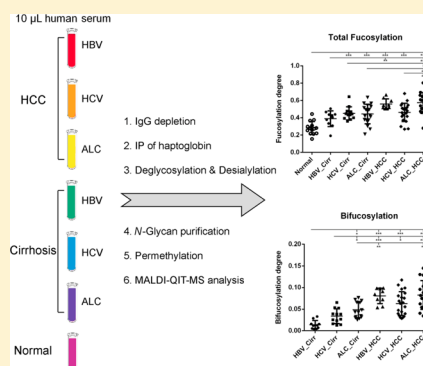 10 µL human serum
HCC
HBV
HCV
ALC
Cirrhosis
HBV
HCV
ALC
Normal
1. IgG depletion
2. IP of haptoglobin
3. Deglycosylation & Desialylation
4. N-Glycan purification
5. Permethylation
6. MALDI-QIT-MS analysis
Total Fucosylation
Fucosylation degree
1.0
0.8
0.6
0.4
0.2
0.0
Normal
HBV_Cirr
HCV_Cirr
ALC_Cirr
HBV_HCC
HCV_HCC
ALC_HCC
Bifucosylation
Bifucosylation degree
0.20
0.15
0.10
0.05
0.00
HBV_Cirr
HCV_Cirr
ALC_Cirr
HBV_HCC
HCV_HCC
ALC_HCC